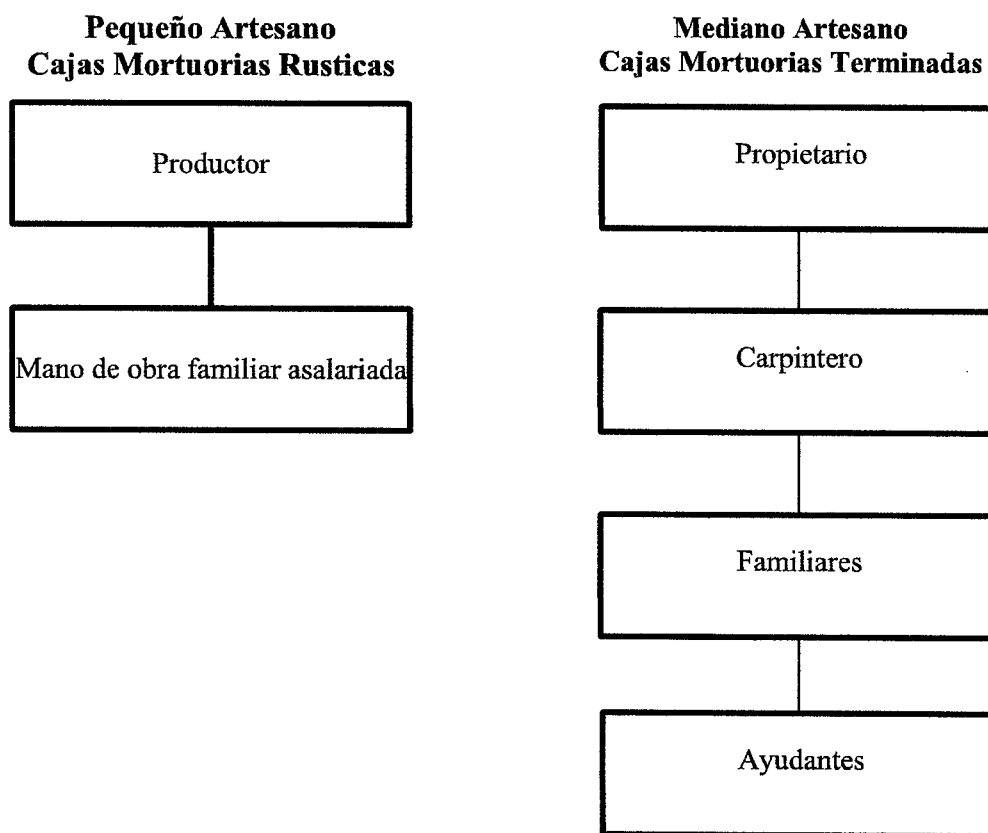 Pequeño Artesano
Cajas Mortuorias Rusticas
Productor
Mano de obra familiar asalariada
Mediano Artesano
Cajas Mortuorias Terminadas
Propietario
Carpintero
Familiares
Ayudantes